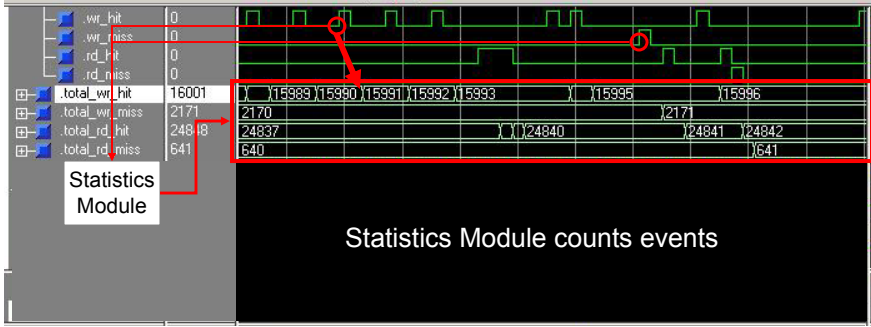 .wr_hit 0
.wr_miss 0
.rd_hit 0
.rd_miss 0
.total_wr_hit 16001 15989 15990 15991 15992 15993 15995 15996
.total_wr_miss 2171 2170 2171
.total_rd_hit 24848 24837 24840 24841 24842
.total_rd_miss 641 640 641
Statistics
Module
Statistics Module counts events